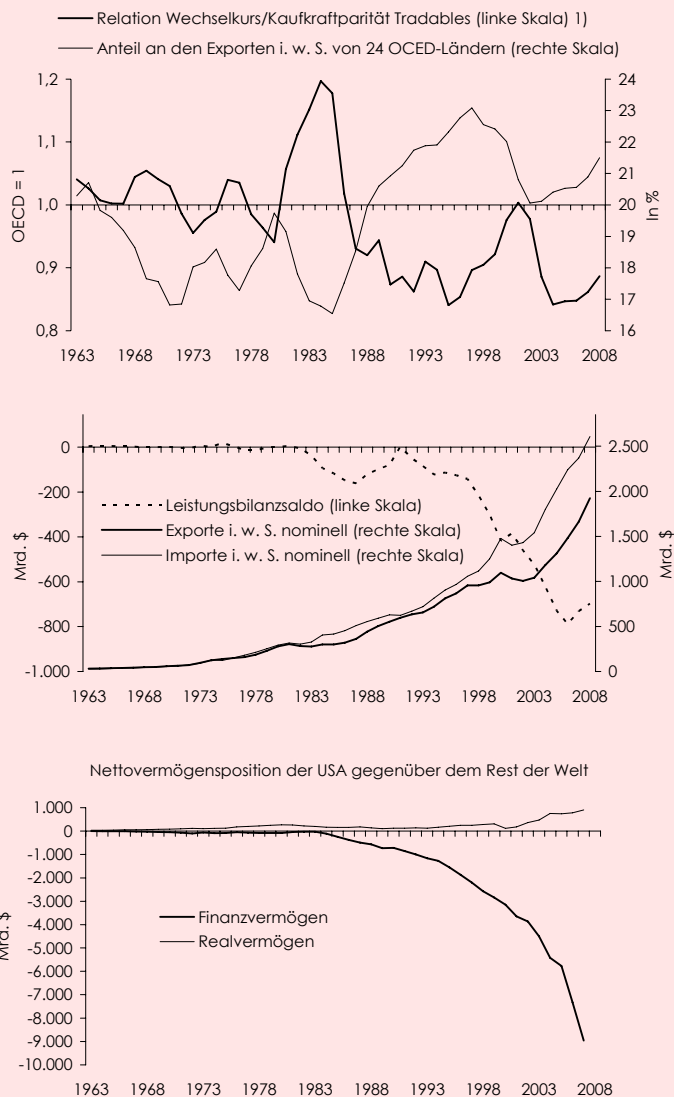 Relation Wechselkurs/Kaufkraftparität Tradables (linke Skala) 1)
Anteil an den Exporten i. w. S. von 24 OCED-Ländern (rechte Skala)
1,2
1,1
1,0
0,9
0,8
OECD = 1
24
23
22
21
20
19
18
17
16
In %
1963 1968 1973 1978 1983 1988 1993 1998 2003 2008
0
-200
-400
-600
-800
-1.000
Mrd. $
Leistungsbilanzsaldo (linke Skala)
Exporte i. w. S. nominell (rechte Skala)
Importe i. w. S. nominell (rechte Skala)
2.500
2.000
1.500
1.000
500
0
Mrd. $
1963 1968 1973 1978 1983 1988 1993 1998 2003 2008
Nettovermögensposition der USA gegenüber dem Rest der Welt
1.000
0
-1.000
-2.000
-3.000
-4.000
-5.000
-6.000
-7.000
-8.000
-9.000
-10.000
Mrd. $
Finanzvermögen
Realvermögen
1963 1968 1973 1978 1983 1988 1993 1998 2003 2008